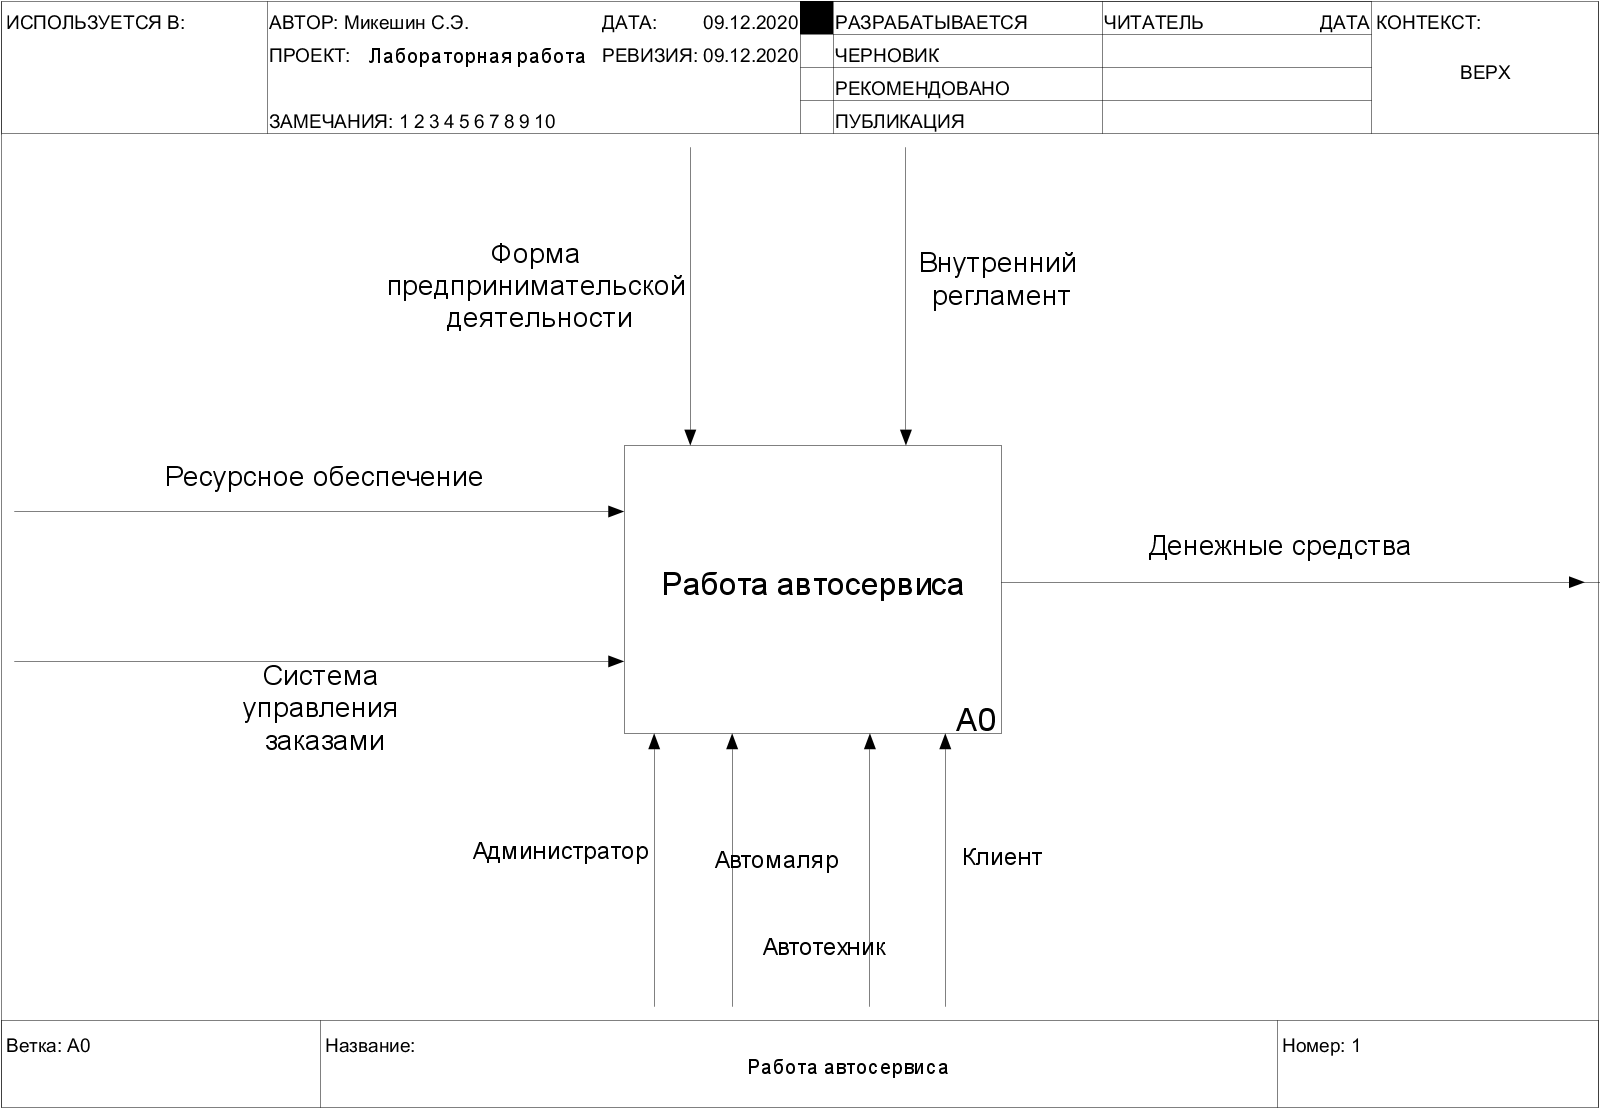 ИСПОЛЬЗУЕТСЯ В:
АВТОР: Микешин С.Э.
ДАТА: 09.12.2020
ПРОЕКТ: Лабораторная работа
РЕВИЗИЯ: 09.12.2020
ЗАМЕЧАНИЯ: 1 2 3 4 5 6 7 8 9 10
РАЗРАБАТЫВАЕТСЯ
ЧЕРНОВИК
РЕКОМЕНДОВАНО
ПУБЛИКАЦИЯ
ЧИТАТЕЛЬ
ДАТА
КОНТЕКСТ:
ВЕРХ
Форма
предпринимательской
деятельности
Внутренний
регламент
Ресурсное обеспечение
Денежные средства
Работа автосервиса
Система
управления
заказами
A0
Администратор
Автомаляр
Клиент
Автотехник
Ветка: A0
Название:
Работа автосервиса
Номер: 1